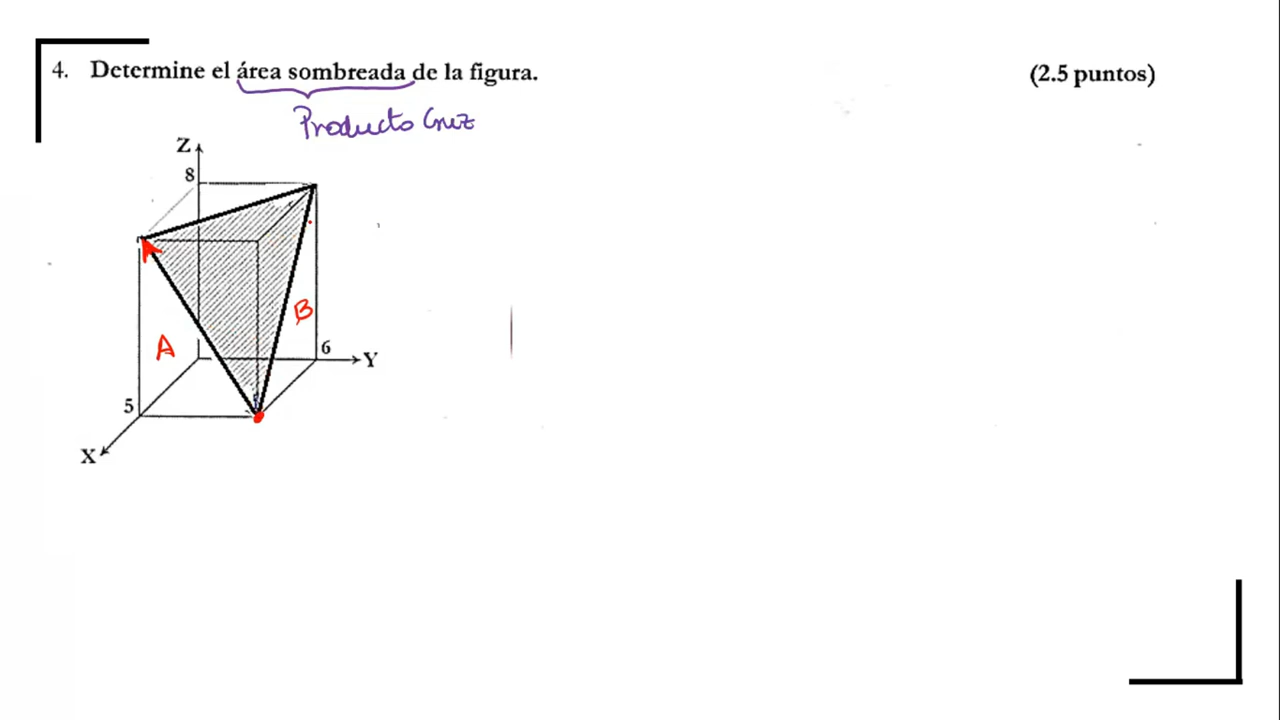 4. Determine el área sombreada de la figura. (2.5 puntos)
Producto Cruz
Z
8
B
A
6
Y
5
X